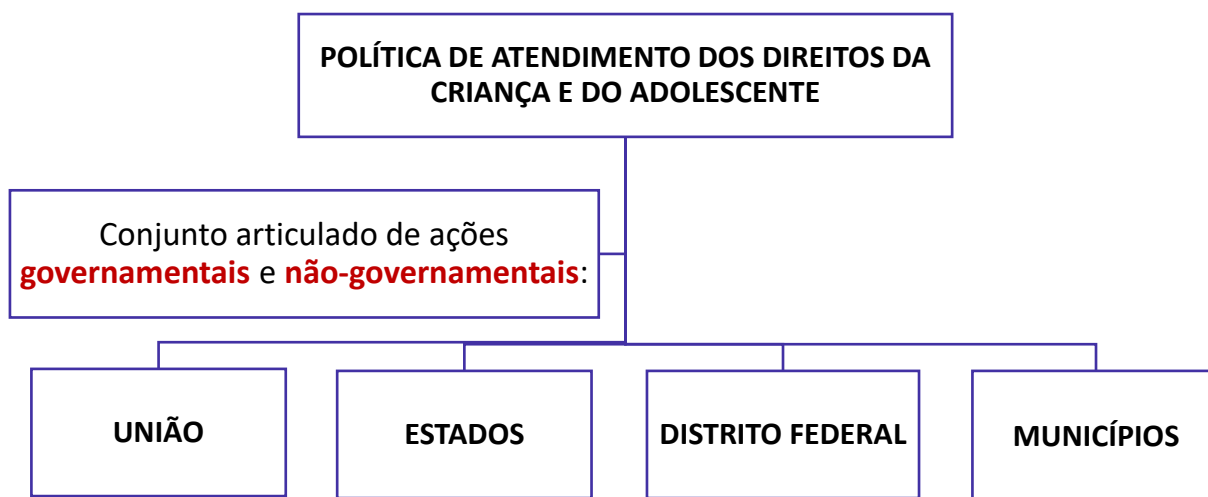 POLÍTICA DE ATENDIMENTO DOS DIREITOS DA
CRIANÇA E DO ADOLESCENTE
Conjunto articulado de ações
governamentais e não-governamentais:
UNIÃO
ESTADOS
DISTRITO FEDERAL
MUNICÍPIOS